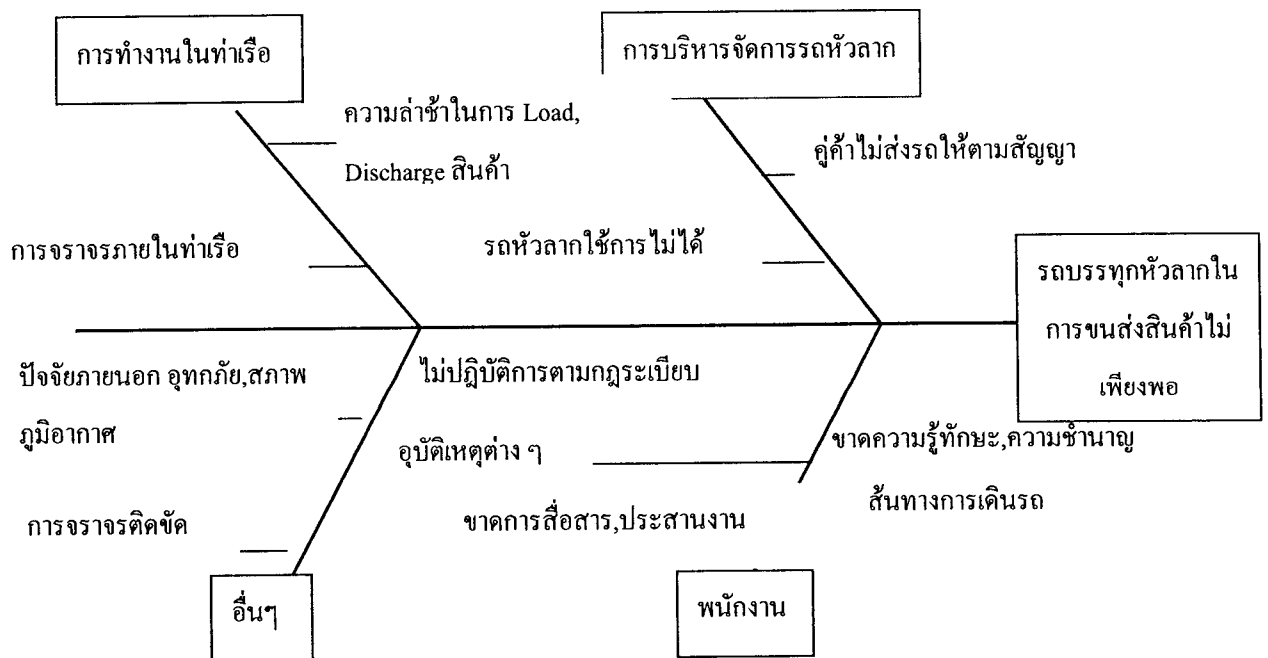 การทำงานในท่าเรือ
การบริหารจัดการรถหัวลาก
ความล่าช้าในการ Load,
Discharge สินค้า
คู่ค้าไม่ส่งรถให้ตามสัญญา
การจราจรภายในท่าเรือ
รถหัวลากใช้การไม่ได้
รถบรรทุกหัวลากใน
การขนส่งสินค้าไม่
เพียงพอ
ปัจจัยภายนอก อุทกภัย,สภาพ
ภูมิอากาศ
ไม่ปฎิบัติการตามกฎระเบียบ
อุบัติเหตุต่าง ๆ
ขาดความรู้ทักษะ,ความชำนาญ
ส้นทางการเดินรถ
การจราจรติดขัด
ขาดการสื่อสาร,ประสานงาน
อื่นๆ
พนักงาน